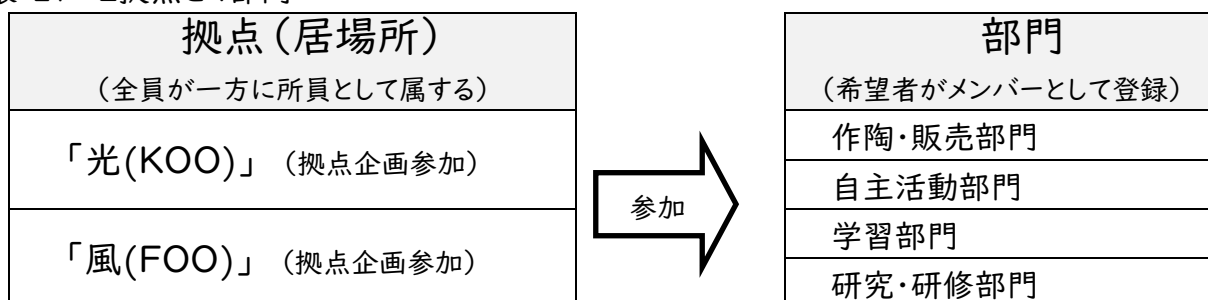 拠点(居場所)
(全員が一方に所員として属する)
「光(KOO)」 (拠点企画参加)
「風(FOO)」 (拠点企画参加)
参加
部門
(希望者がメンバーとして登録)
作陶・販売部門
自主活動部門
学習部門
研究・研修部門